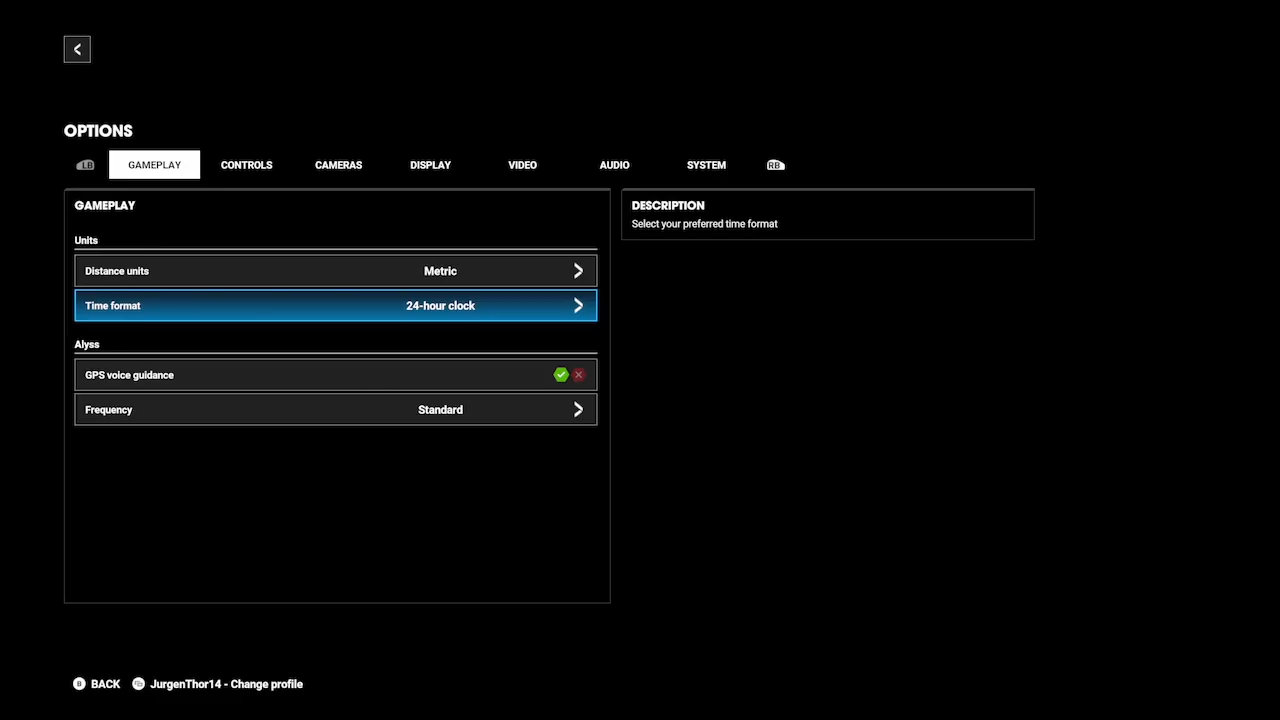 OPTIONS
LB GAMEPLAY CONTROLS CAMERAS DISPLAY VIDEO AUDIO SYSTEM RB
GAMEPLAY
Units
Distance units Metric
Time format 24-hour clock
Alyss
GPS voice guidance
Frequency Standard
DESCRIPTION
Select your preferred time format
B BACK JurgenThor14 - Change profile